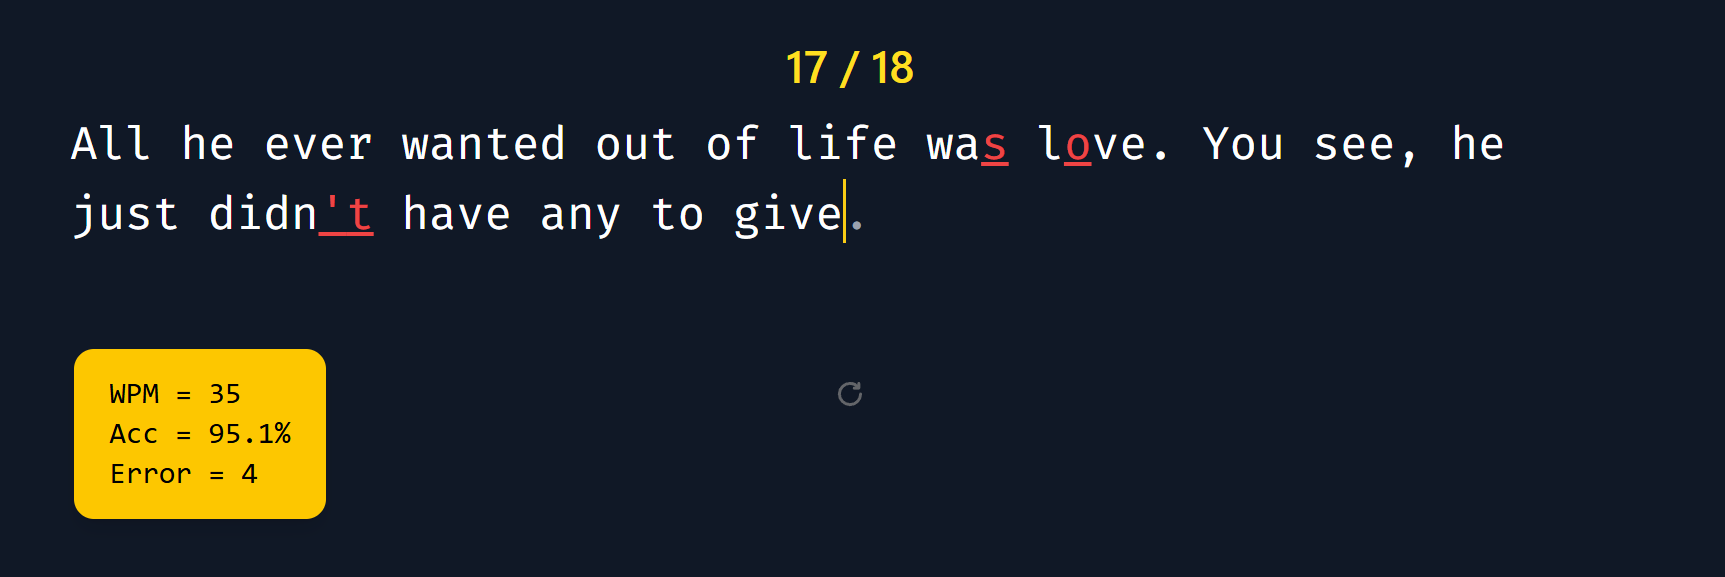 17 / 18
All he ever wanted out of life was love. You see, he
just didn't have any to give.
WPM = 35
Acc = 95.1%
Error = 4